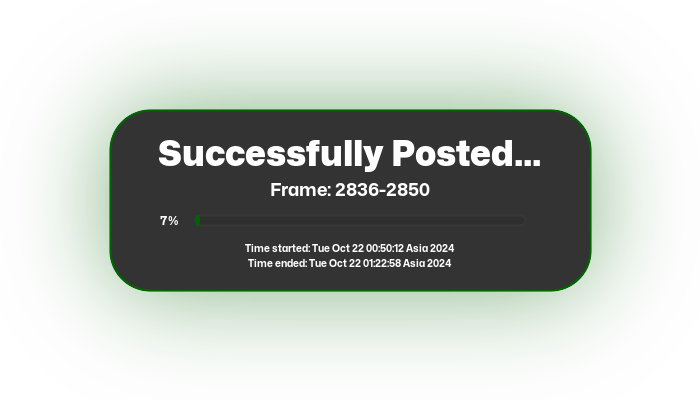 Successfully Posted...
Frame: 2836-2850
7%
Time started: Tue Oct 22 00:50:12 Asia 2024
Time ended: Tue Oct 22 01:22:58 Asia 2024